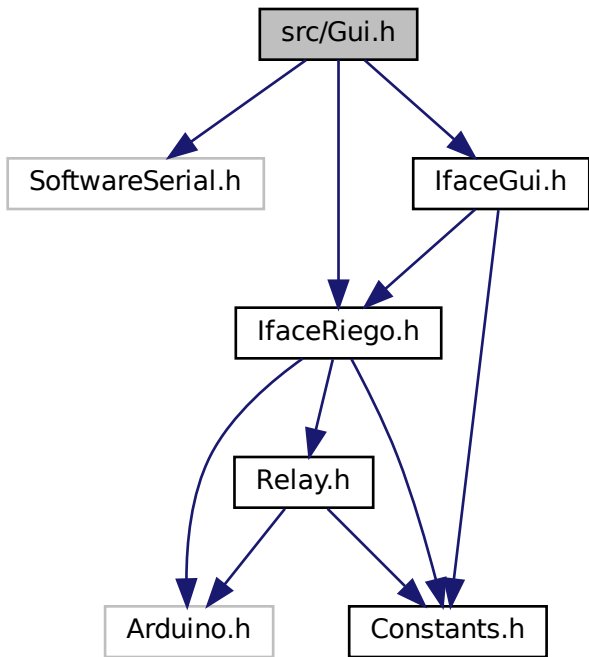 src/Gui.h
SoftwareSerial.h
IfaceGui.h
IfaceRiego.h
Relay.h
Arduino.h
Constants.h